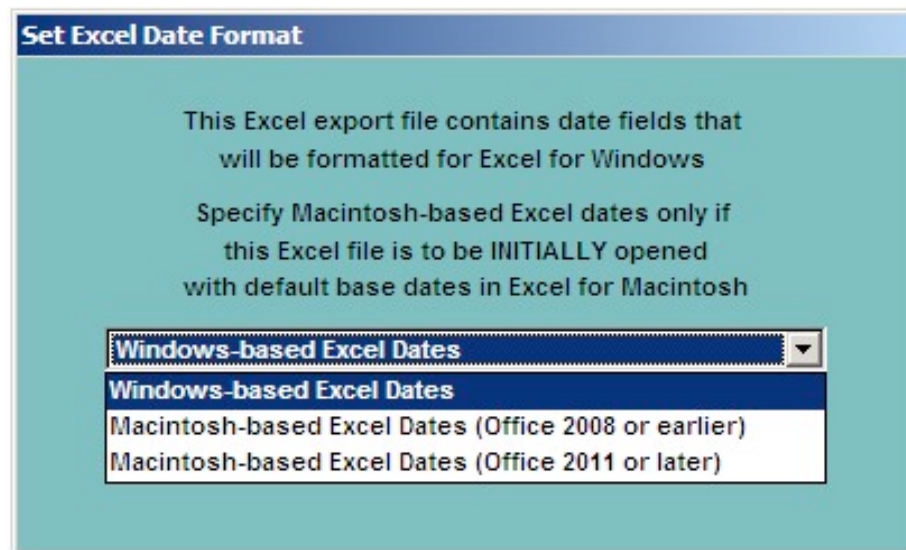 Set Excel Date Format
This Excel export file contains date fields that
will be formatted for Excel for Windows
Specify Macintosh-based Excel dates only if
this Excel file is to be INITIALLY opened
with default base dates in Excel for Macintosh
Windows-based Excel Dates
Windows-based Excel Dates
Macintosh-based Excel Dates (Office 2008 or earlier)
Macintosh-based Excel Dates (Office 2011 or later)